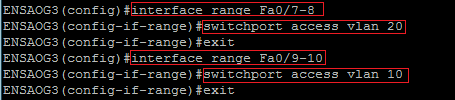 ENSAOG3(config)#interface range Fa0/7-8
ENSAOG3(config-if-range)#switchport access vlan 20
ENSAOG3(config-if-range)#exit
ENSAOG3(config)#interface range Fa0/9-10
ENSAOG3(config-if-range)#switchport access vlan 10
ENSAOG3(config-if-range)#exit